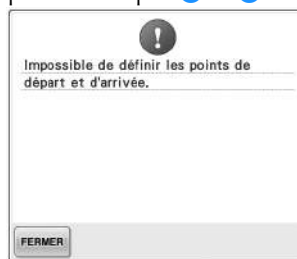 Impossible de définir les points de
départ et d'arrivée.
FERMER